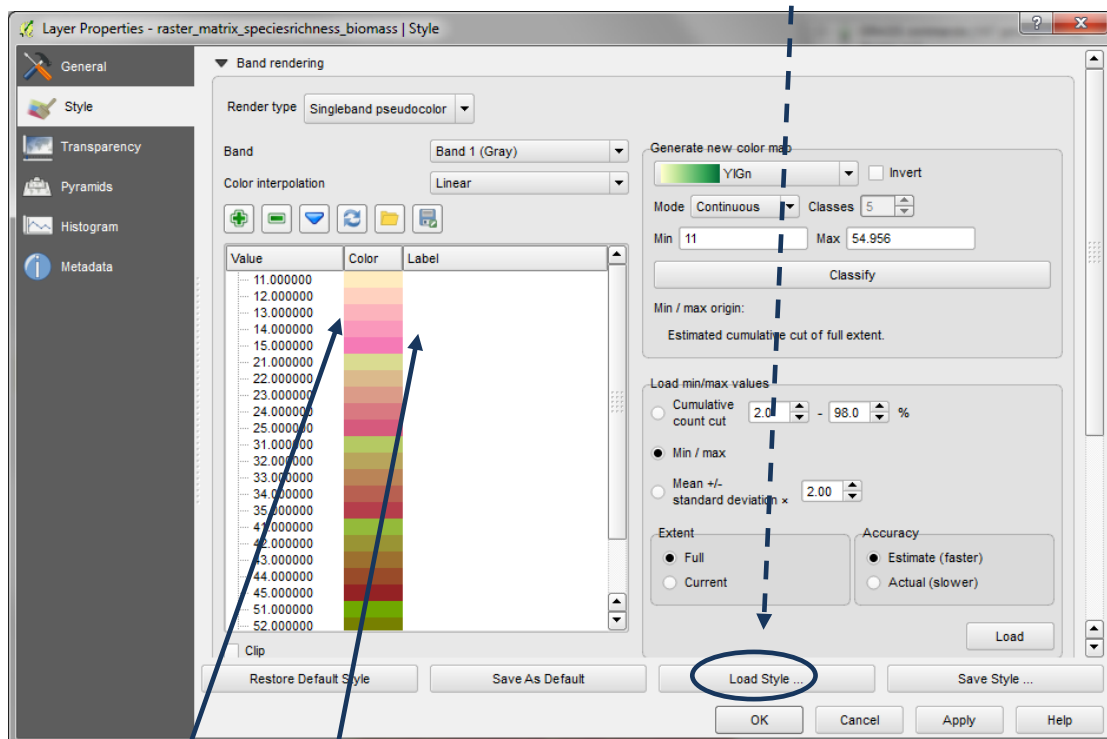 Layer Properties - raster_matrix_speciesrichness_biomass | Style
General
Style
Transparency
Pyramids
Histogram
Metadata
Band rendering
Render type Singleband pseudocolor
Band Band 1 (Gray)
Color interpolation Linear
Value Color Label
11.000000
12.000000
13.000000
14.000000
15.000000
21.000000
22.000000
23.000000
24.000000
25.000000
31.000000
32.000000
33.000000
34.000000
35.000000
41.000000
42.000000
43.000000
44.000000
45.000000
51.000000
52.000000
Clip
Generate new color map
YlGn Invert
Mode Continuous Classes 5
Min 11 Max 54.956
Classify
Min / max origin:
Estimated cumulative cut of full extent.
Load min/max values
Cumulative
count cut 2.0 - 98.0 %
Min / max
Mean +/-
standard deviation × 2.00
Extent
Full
Current
Accuracy
Estimate (faster)
Actual (slower)
Load
Restore Default Style Save As Default Load Style ... Save Style ...
OK Cancel Apply Help